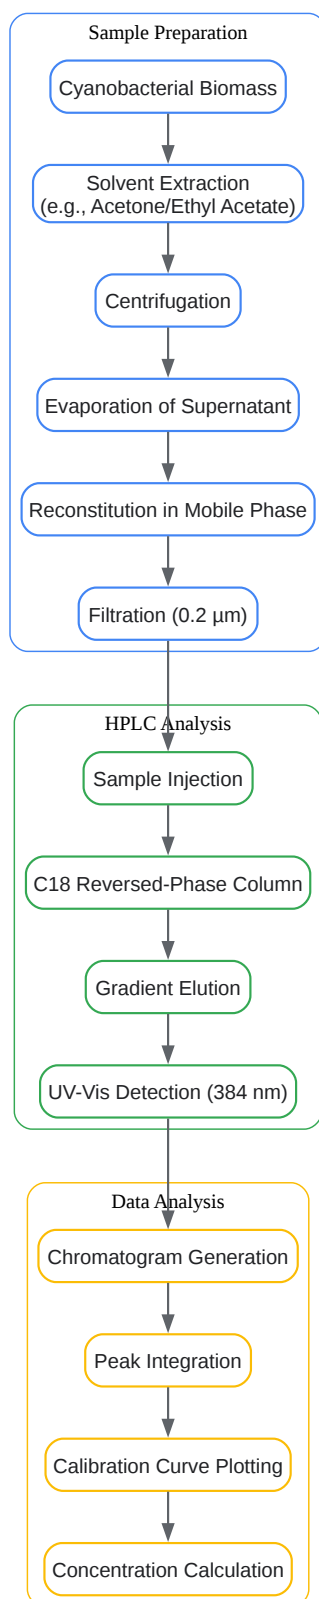 Sample Preparation
Cyanobacterial Biomass
Solvent Extraction
(e.g., Acetone/Ethyl Acetate)
Centrifugation
Evaporation of Supernatant
Reconstitution in Mobile Phase
Filtration (0.2 µm)
HPLC Analysis
Sample Injection
C18 Reversed-Phase Column
Gradient Elution
UV-Vis Detection (384 nm)
Data Analysis
Chromatogram Generation
Peak Integration
Calibration Curve Plotting
Concentration Calculation